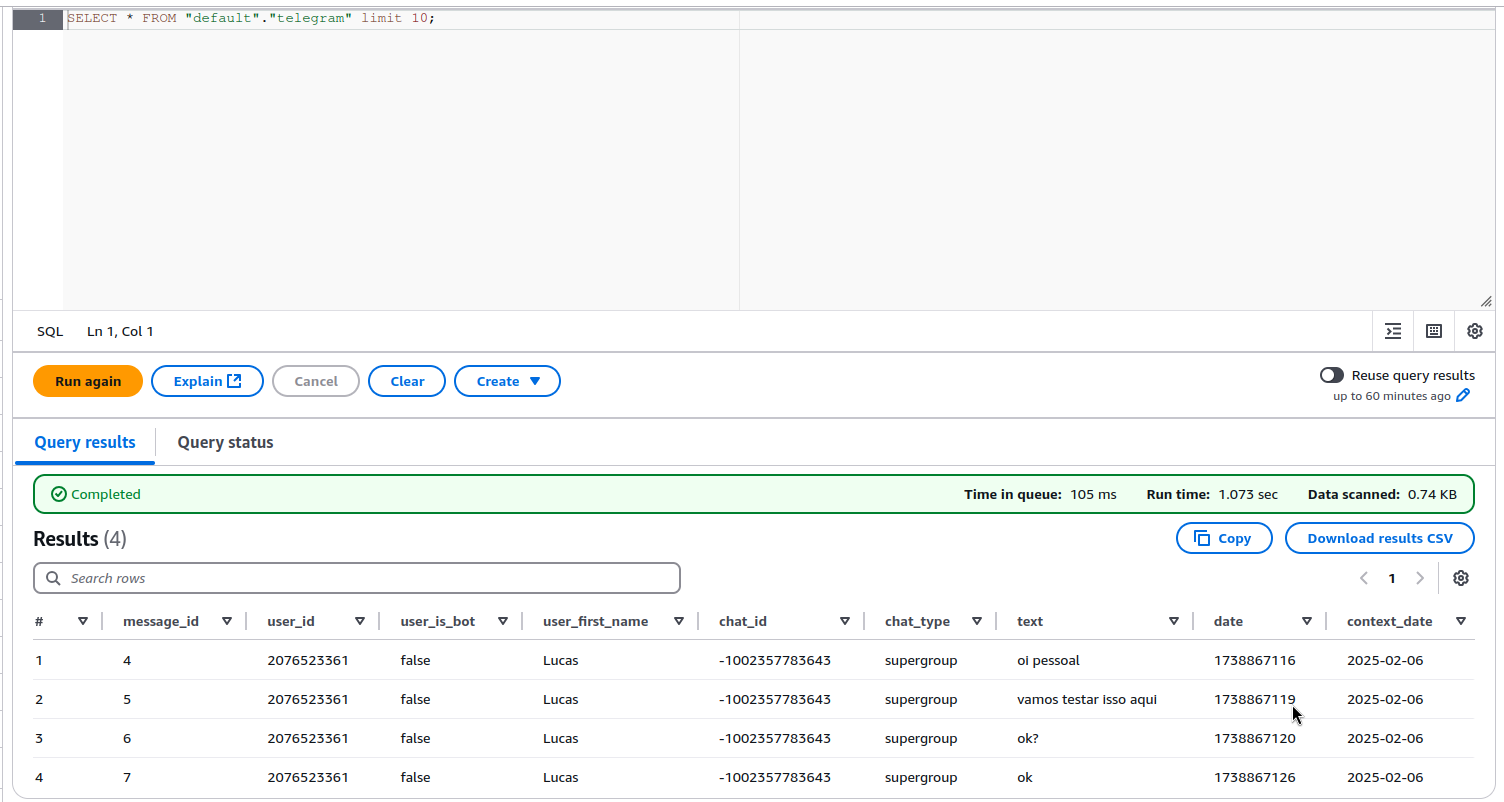 1 SELECT * FROM "default"."telegram" limit 10;
SQL Ln 1, Col 1
Run again Explain Cancel Clear Create Reuse query results
up to 60 minutes ago
Query results Query status
Completed Time in queue: 105 ms Run time: 1.073 sec Data scanned: 0.74 KB
Results (4) Copy Download results CSV
Search rows 1
# message_id user_id user_is_bot user_first_name chat_id chat_type text date context_date
1 4 2076523361 false Lucas -1002357783643 supergroup oi pessoal 1738867116 2025-02-06
2 5 2076523361 false Lucas -1002357783643 supergroup vamos testar isso aqui 1738867119 2025-02-06
3 6 2076523361 false Lucas -1002357783643 supergroup ok? 1738867120 2025-02-06
4 7 2076523361 false Lucas -1002357783643 supergroup ok 1738867126 2025-02-06